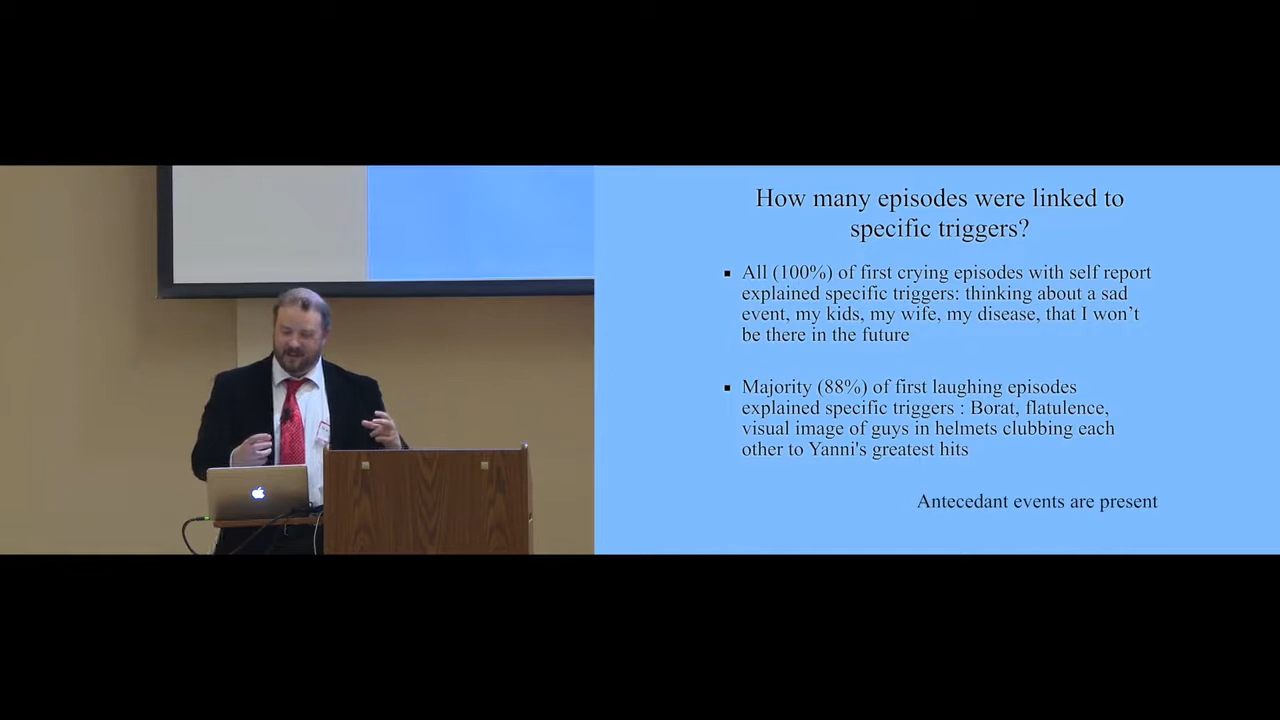 How many episodes were linked to
specific triggers?
▪ All (100%) of first crying episodes with self report
explained specific triggers: thinking about a sad
event, my kids, my wife, my disease, that I won’t
be there in the future
▪ Majority (88%) of first laughing episodes
explained specific triggers : Borat, flatulence,
visual image of guys in helmets clubbing each
other to Yanni's greatest hits
Antecedant events are present